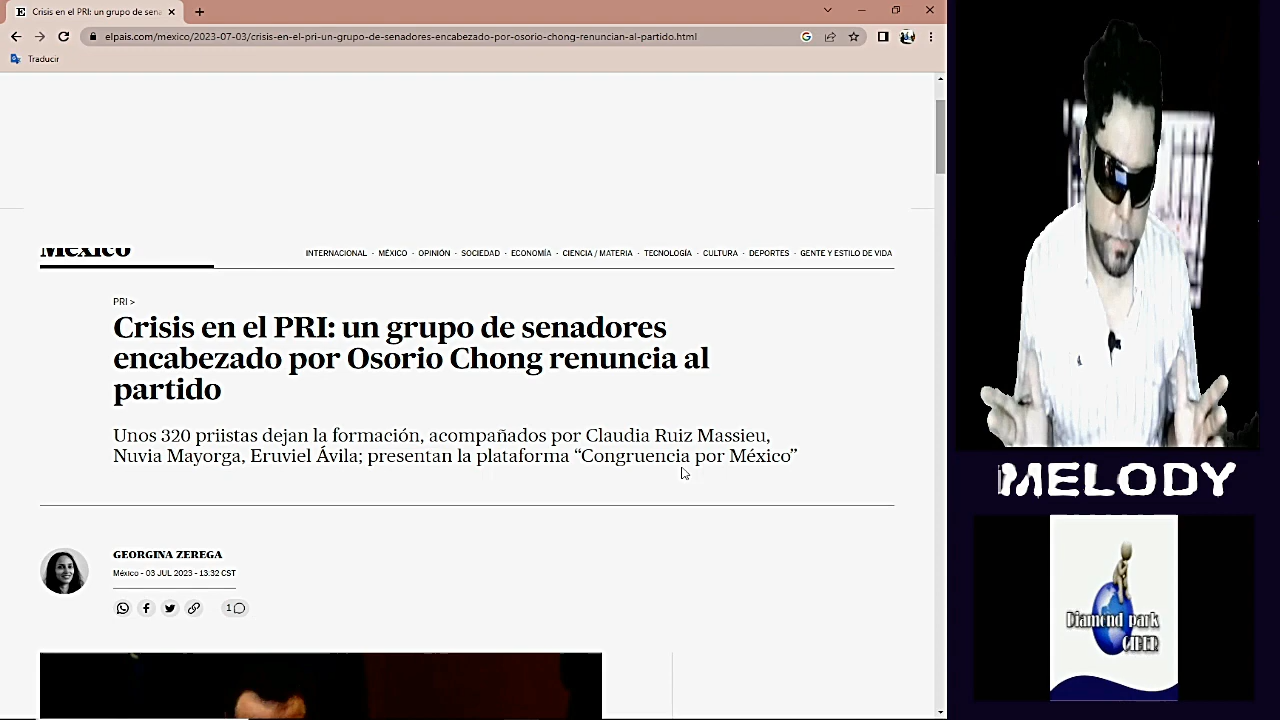 Crisis en el PRI: un grupo de sena
elpais.com/mexico/2023-07-03/crisis-en-el-pri-un-grupo-de-senadores-encabezado-por-osorio-chong-renuncian-al-partido.html
Traducir
México
INTERNACIONAL · MÉXICO · OPINIÓN · SOCIEDAD · ECONOMÍA · CIENCIA / MATERIA · TECNOLOGÍA · CULTURA · DEPORTES · GENTE Y ESTILO DE VIDA
PRI >
Crisis en el PRI: un grupo de senadores
encabezado por Osorio Chong renuncia al
partido
Unos 320 priistas dejan la formación, acompañados por Claudia Ruiz Massieu,
Nuvia Mayorga, Eruviel Ávila; presentan la plataforma “Congruencia por México”
GEORGINA ZEREGA
México - 03 JUL 2023 - 13:32 CST
1
MELODY
Diamond park
CIBER